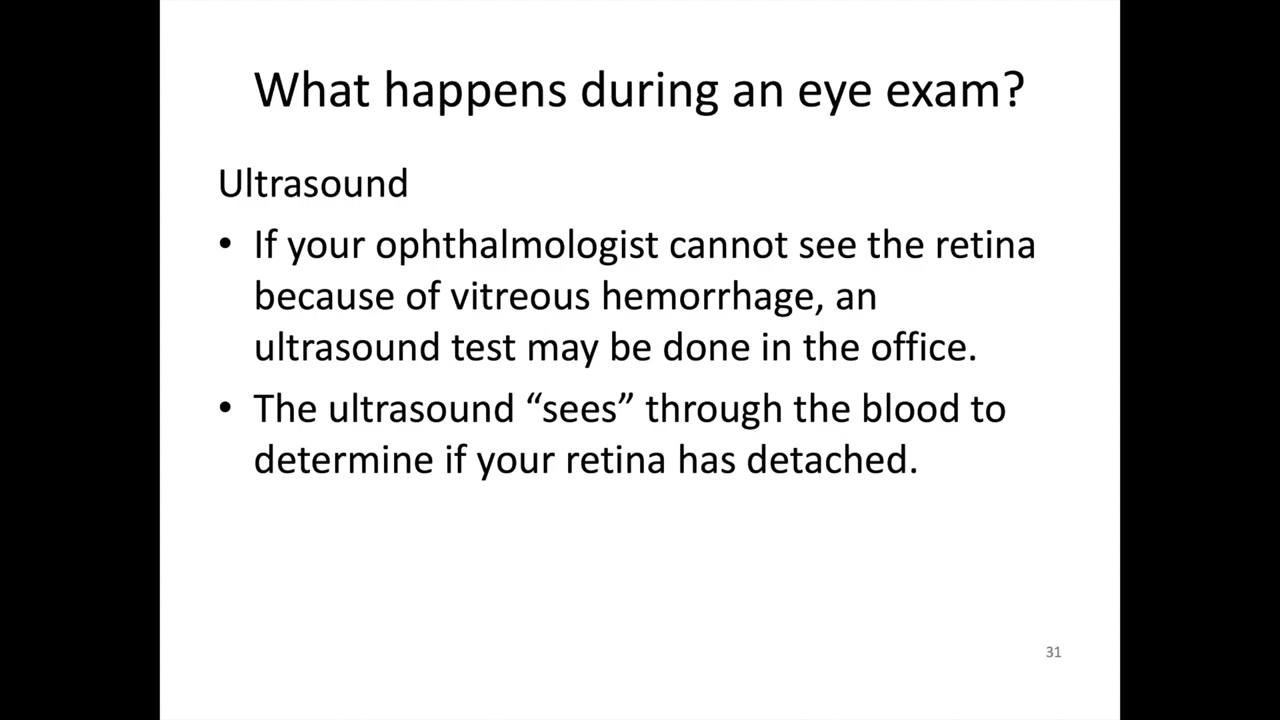 What happens during an eye exam?
Ultrasound
• If your ophthalmologist cannot see the retina
because of vitreous hemorrhage, an
ultrasound test may be done in the office.
• The ultrasound “sees” through the blood to
determine if your retina has detached.
31